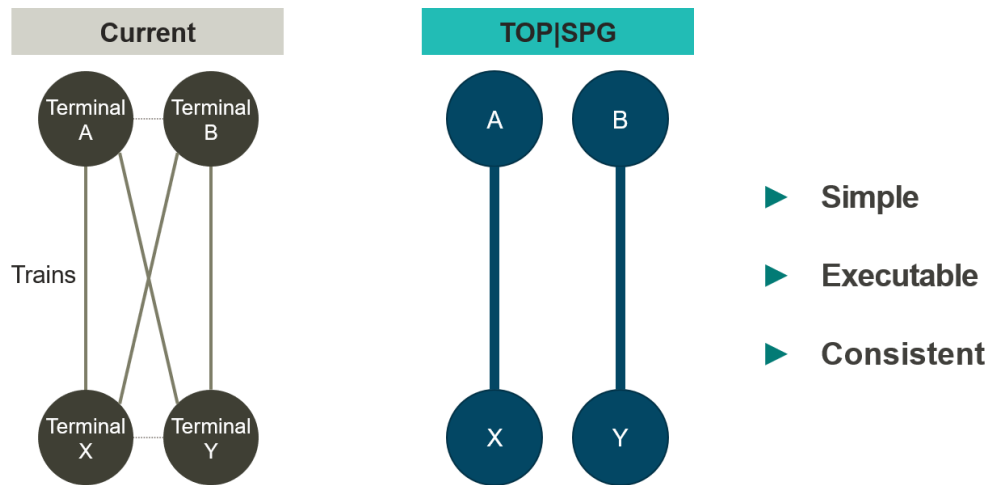 Current
TOP|SPG
Terminal
A
Terminal
B
A
B
Simple
Trains
Executable
Consistent
Terminal
X
Terminal
Y
X
Y